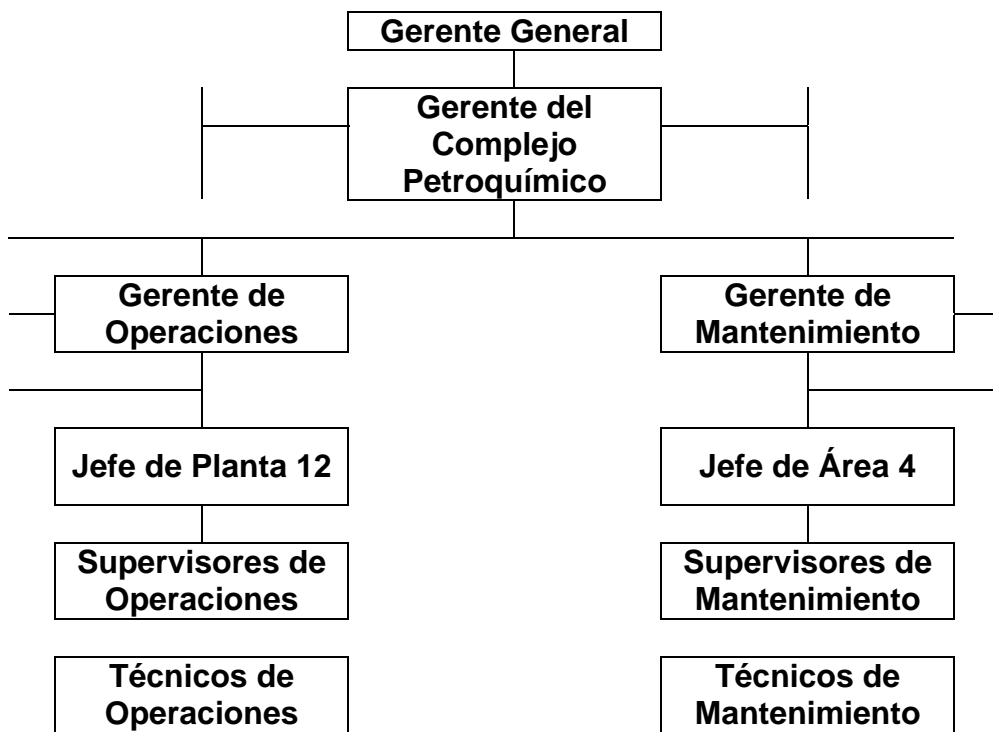 Gerente General
Gerente del
Complejo
Petroquímico
Gerente de
Operaciones
Gerente de
Mantenimiento
Jefe de Planta 12
Jefe de Área 4
Supervisores de
Operaciones
Supervisores de
Mantenimiento
Técnicos de
Operaciones
Técnicos de
Mantenimiento